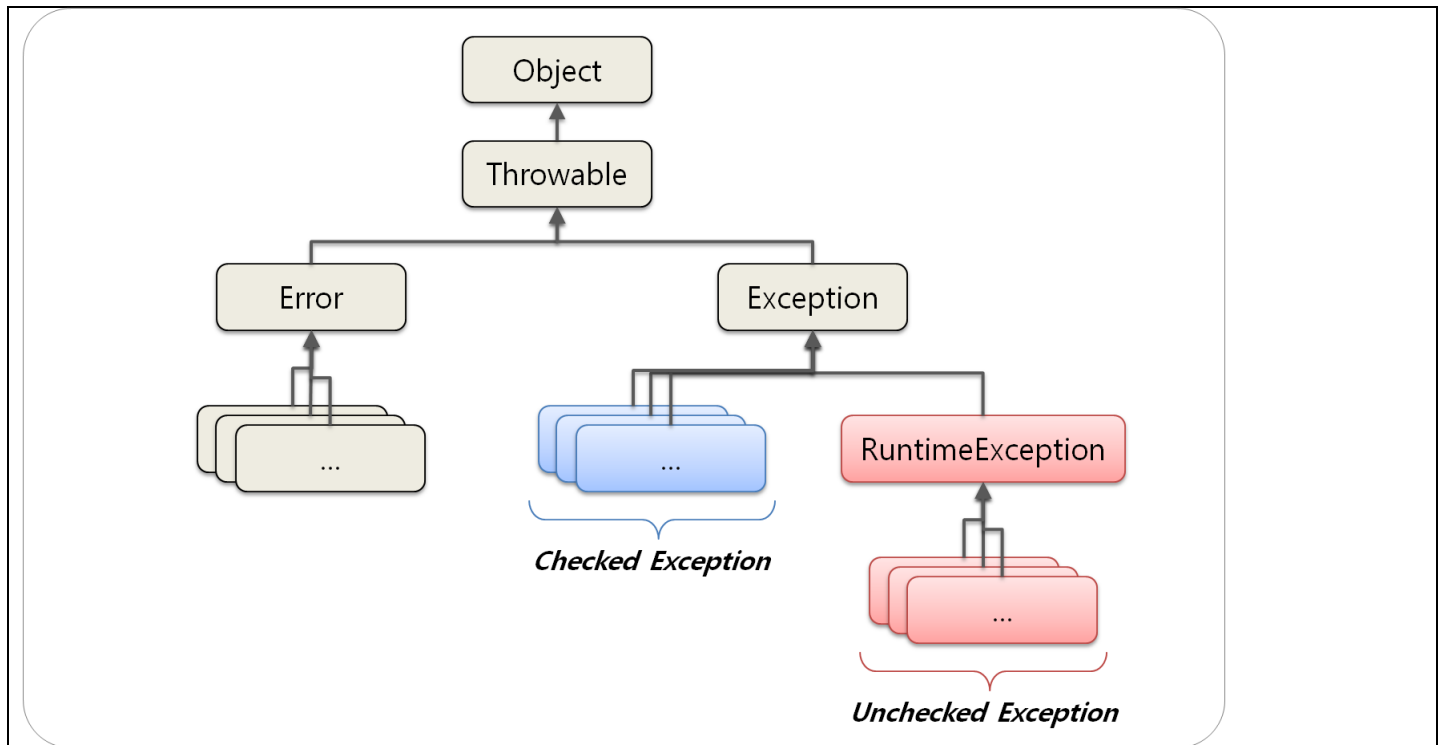 Object
Throwable
Error
Exception
...
...
RuntimeException
Checked Exception
...
Unchecked Exception